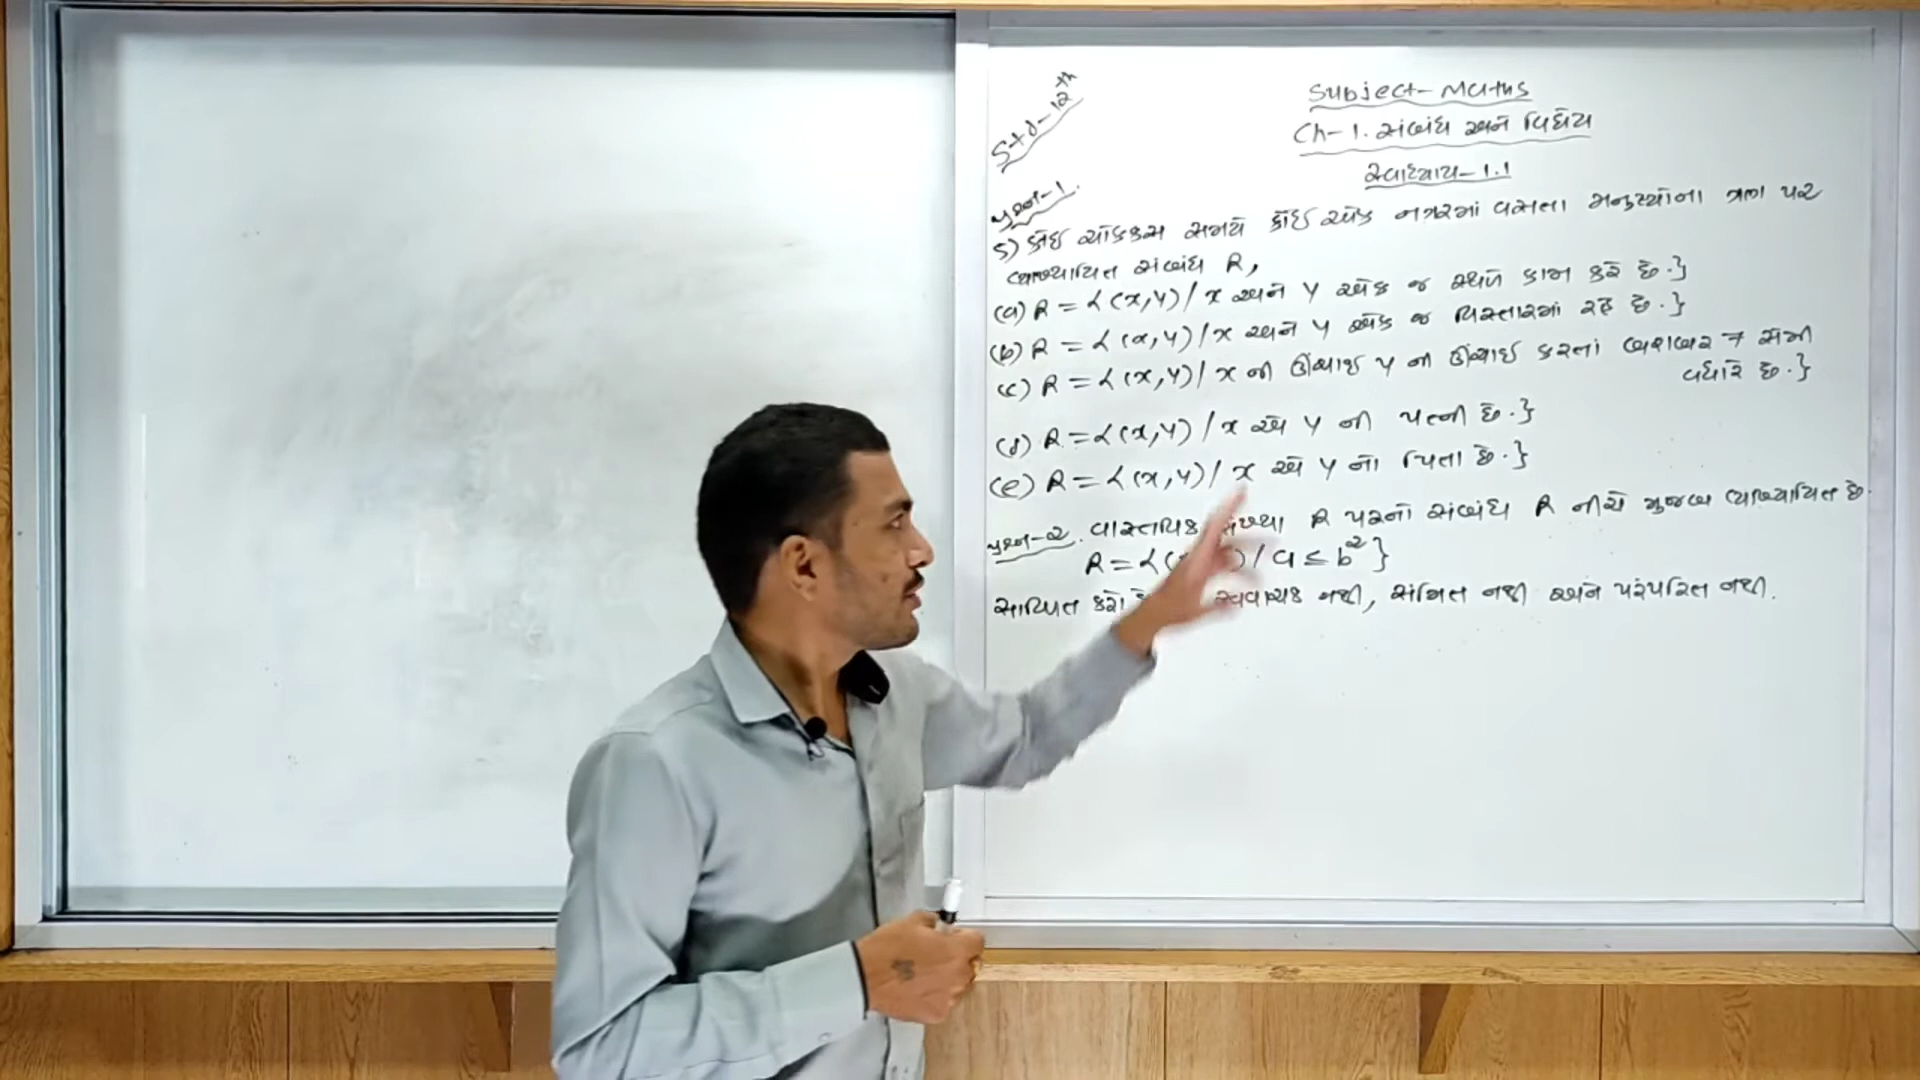 Std-12th
Subject-Maths
Ch-1. સંબંધ અને વિધેય
સ્વાધ્યાય-1.1
પ્રશ્ન-1.
5) કોઈ ચોક્કસ સમયે કોઈ એક નગરમાં વસતા મનુષ્યોના ગણ પર
વ્યાખ્યાયિત સંબંધ R,
(a) R = {(x,y) / x અને y એક જ સ્થળે કામ કરે છે.}
(b) R = {(x,y) / x અને y એક જ વિસ્તારમાં રહે છે.}
(c) R = {(x,y) / x ની ઊંચાઈ y ની ઊંચાઈ કરતાં બરાબર 7 સેમી
વધારે છે.}
(d) R = {(x,y) / x એ y ની પત્ની છે.}
(e) R = {(x,y) / x એ y નો પિતા છે.}
પ્રશ્ન-2. વાસ્તવિક સંખ્યા R પરનો સંબંધ R નીચે મુજબ વ્યાખ્યાયિત છે.
R = {( ) / a ≤ b²}
સાબિત કરો સ્વવાચક નથી, સંમિત નથી અને પરંપરિત નથી.